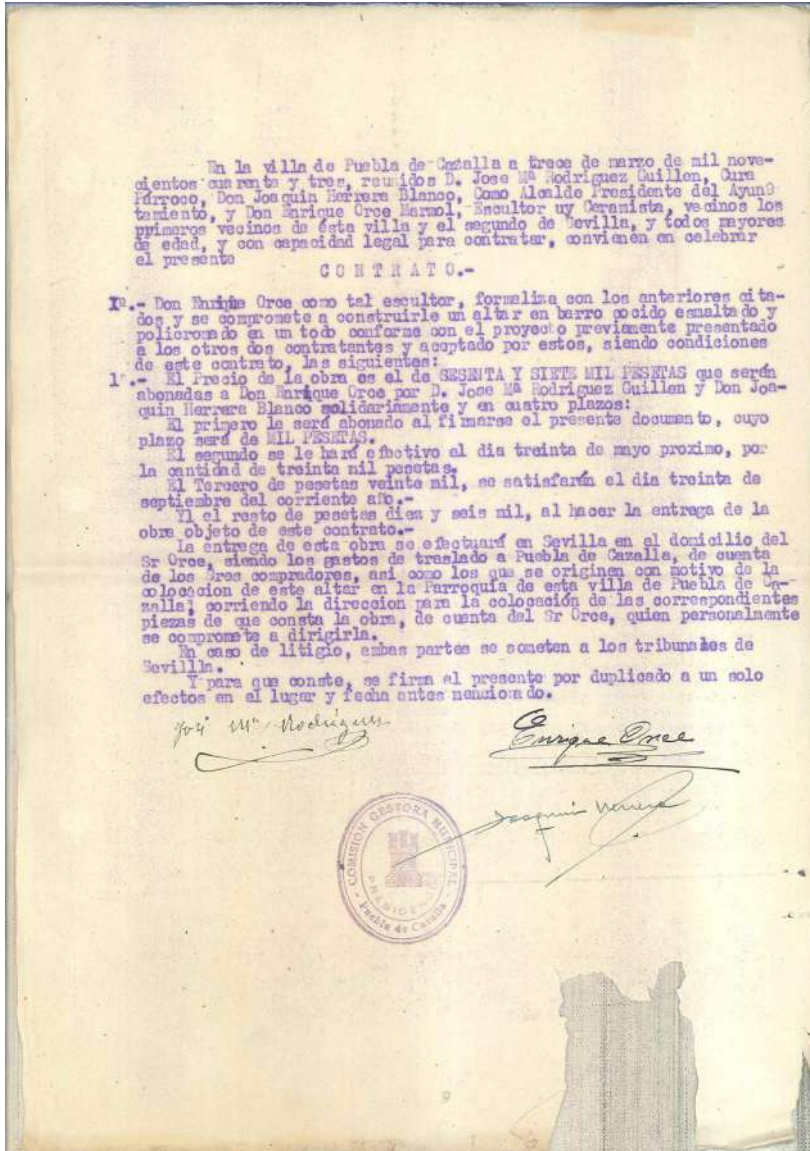 En la villa de Puebla de Cazalla a trece de marzo de mil nove-
cientos cuarenta y tres, reunidos D. Jose Mª Rodriguez Guillen, Cura
Párroco, Don Joaquin Herrera Blanco, Como Alcalde Presidente del Ayun9
tamiento, y Don Enrique Orce Marmol, Escultor uy Ceramista, vecinos los
pprimeros vecinos de ésta villa y el segundo de Sevilla, y todos mayores
de edad, y con capacidad legal para contratar, convienen en celebrar
el presente
CONTRATO.-
Iº.- Don Enrique Orce como tal escultor, formaliza con los anteriores cita-
dos y se compromete a construirle un altar en barro cocido esmaltado y
policromado en un todo conforme con el proyecto previamente presentado
a los otros dos contratantes y aceptado por estos, siendo condiciones
de este contrato, las siguientes:
1º.- El Precio de la obra es el de SESENTA Y SIETE MIL PESETAS que serán
abonadas a Don Enrique Orce por D. Jose Mª Rodriguez Guillen y Don Joa-
quin Herrera Blanco solidariamente y en cuatro plazos:
El primero le será abonado al firmarse el presente documento, cuyo
plazo será de MIL PESETAS.
El segundo se le hará efectivo el dia treinta de mayo proximo, por
la cantidad de treinta mil pesetas.
El Tercero de pesetas veinte mil, se satisfarán el dia treinta de
septiembre del corriente año.-
Yl el resto de pesetas diez y seis mil, al hacer la entrega de la
obra objeto de este contrato.-
La entrega de esta obra se efectuará en Sevilla en el domicilio del
Sr Orce, siendo los gastos de traslado a Puebla de Cazalla, de cuenta
de los Sres compradores, asi como los que se originen con motivo de la
colocacion de este altar en la Parroquia de esta villa de Puebla de Ca-
zalla; corriendo la direccion para la colocación de las correspondientes
piezas de que consta la obra, de cuenta del Sr Orce, quien personalmente
se compromete a dirigirla.
En caso de litigio, ambas partes se someten a los tribunales de
Sevillla.
Y para que conste, se firma el presente por duplicado a un solo
efectos en el lugar y fecha antes mencionado.
José Mª Rodríguez
Enrique Orce
Joaquin Herrera
COMISION GESTORA MUNICIPAL
PRESIDENCIA
Puebla de Cazalla